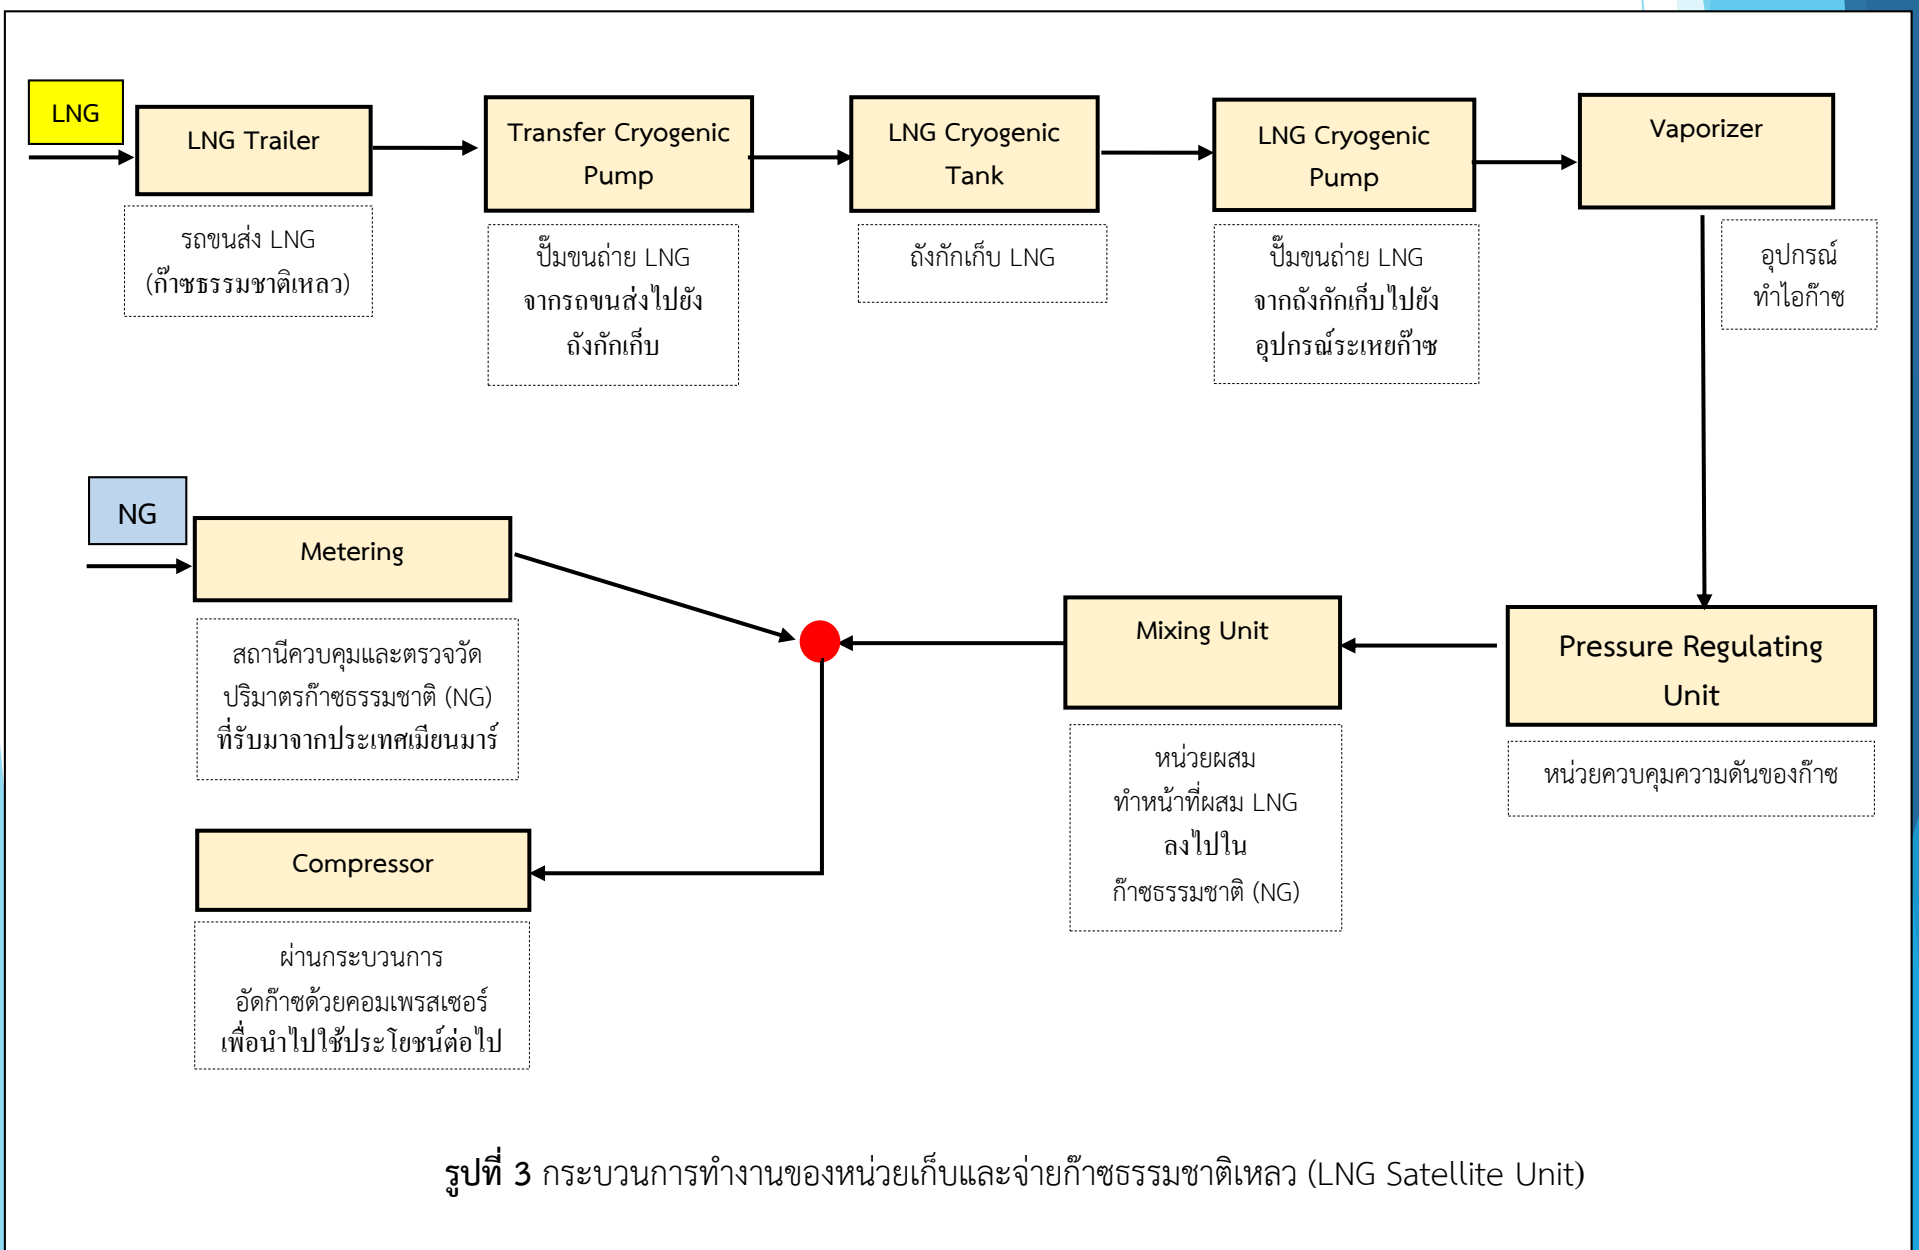 LNG
LNG Trailer
รถขนส่ง LNG
(ก๊าซธรรมชาติเหลว)
Transfer Cryogenic
Pump
ปั๊มขนถ่าย LNG
จากรถขนส่งไปยัง
ถังกักเก็บ
LNG Cryogenic
Tank
ถังกักเก็บ LNG
LNG Cryogenic
Pump
ปั๊มขนถ่าย LNG
จากถังกักเก็บไปยัง
อุปกรณ์ระเหยก๊าซ
Vaporizer
อุปกรณ์
ทำไอก๊าซ
NG
Metering
สถานีควบคุมและตรวจวัด
ปริมาตรก๊าซธรรมชาติ (NG)
ที่รับมาจากประเทศเมียนมาร์
Mixing Unit
หน่วยผสม
ทำหน้าที่ผสม LNG
ลงไปใน
ก๊าซธรรมชาติ (NG)
Pressure Regulating
Unit
หน่วยควบคุมความดันของก๊าซ
Compressor
ผ่านกระบวนการ
อัดก๊าซด้วยคอมเพรสเซอร์
เพื่อนำไปใช้ประโยชน์ต่อไป
รูปที่ 3 กระบวนการทำงานของหน่วยเก็บและจ่ายก๊าซธรรมชาติเหลว (LNG Satellite Unit)